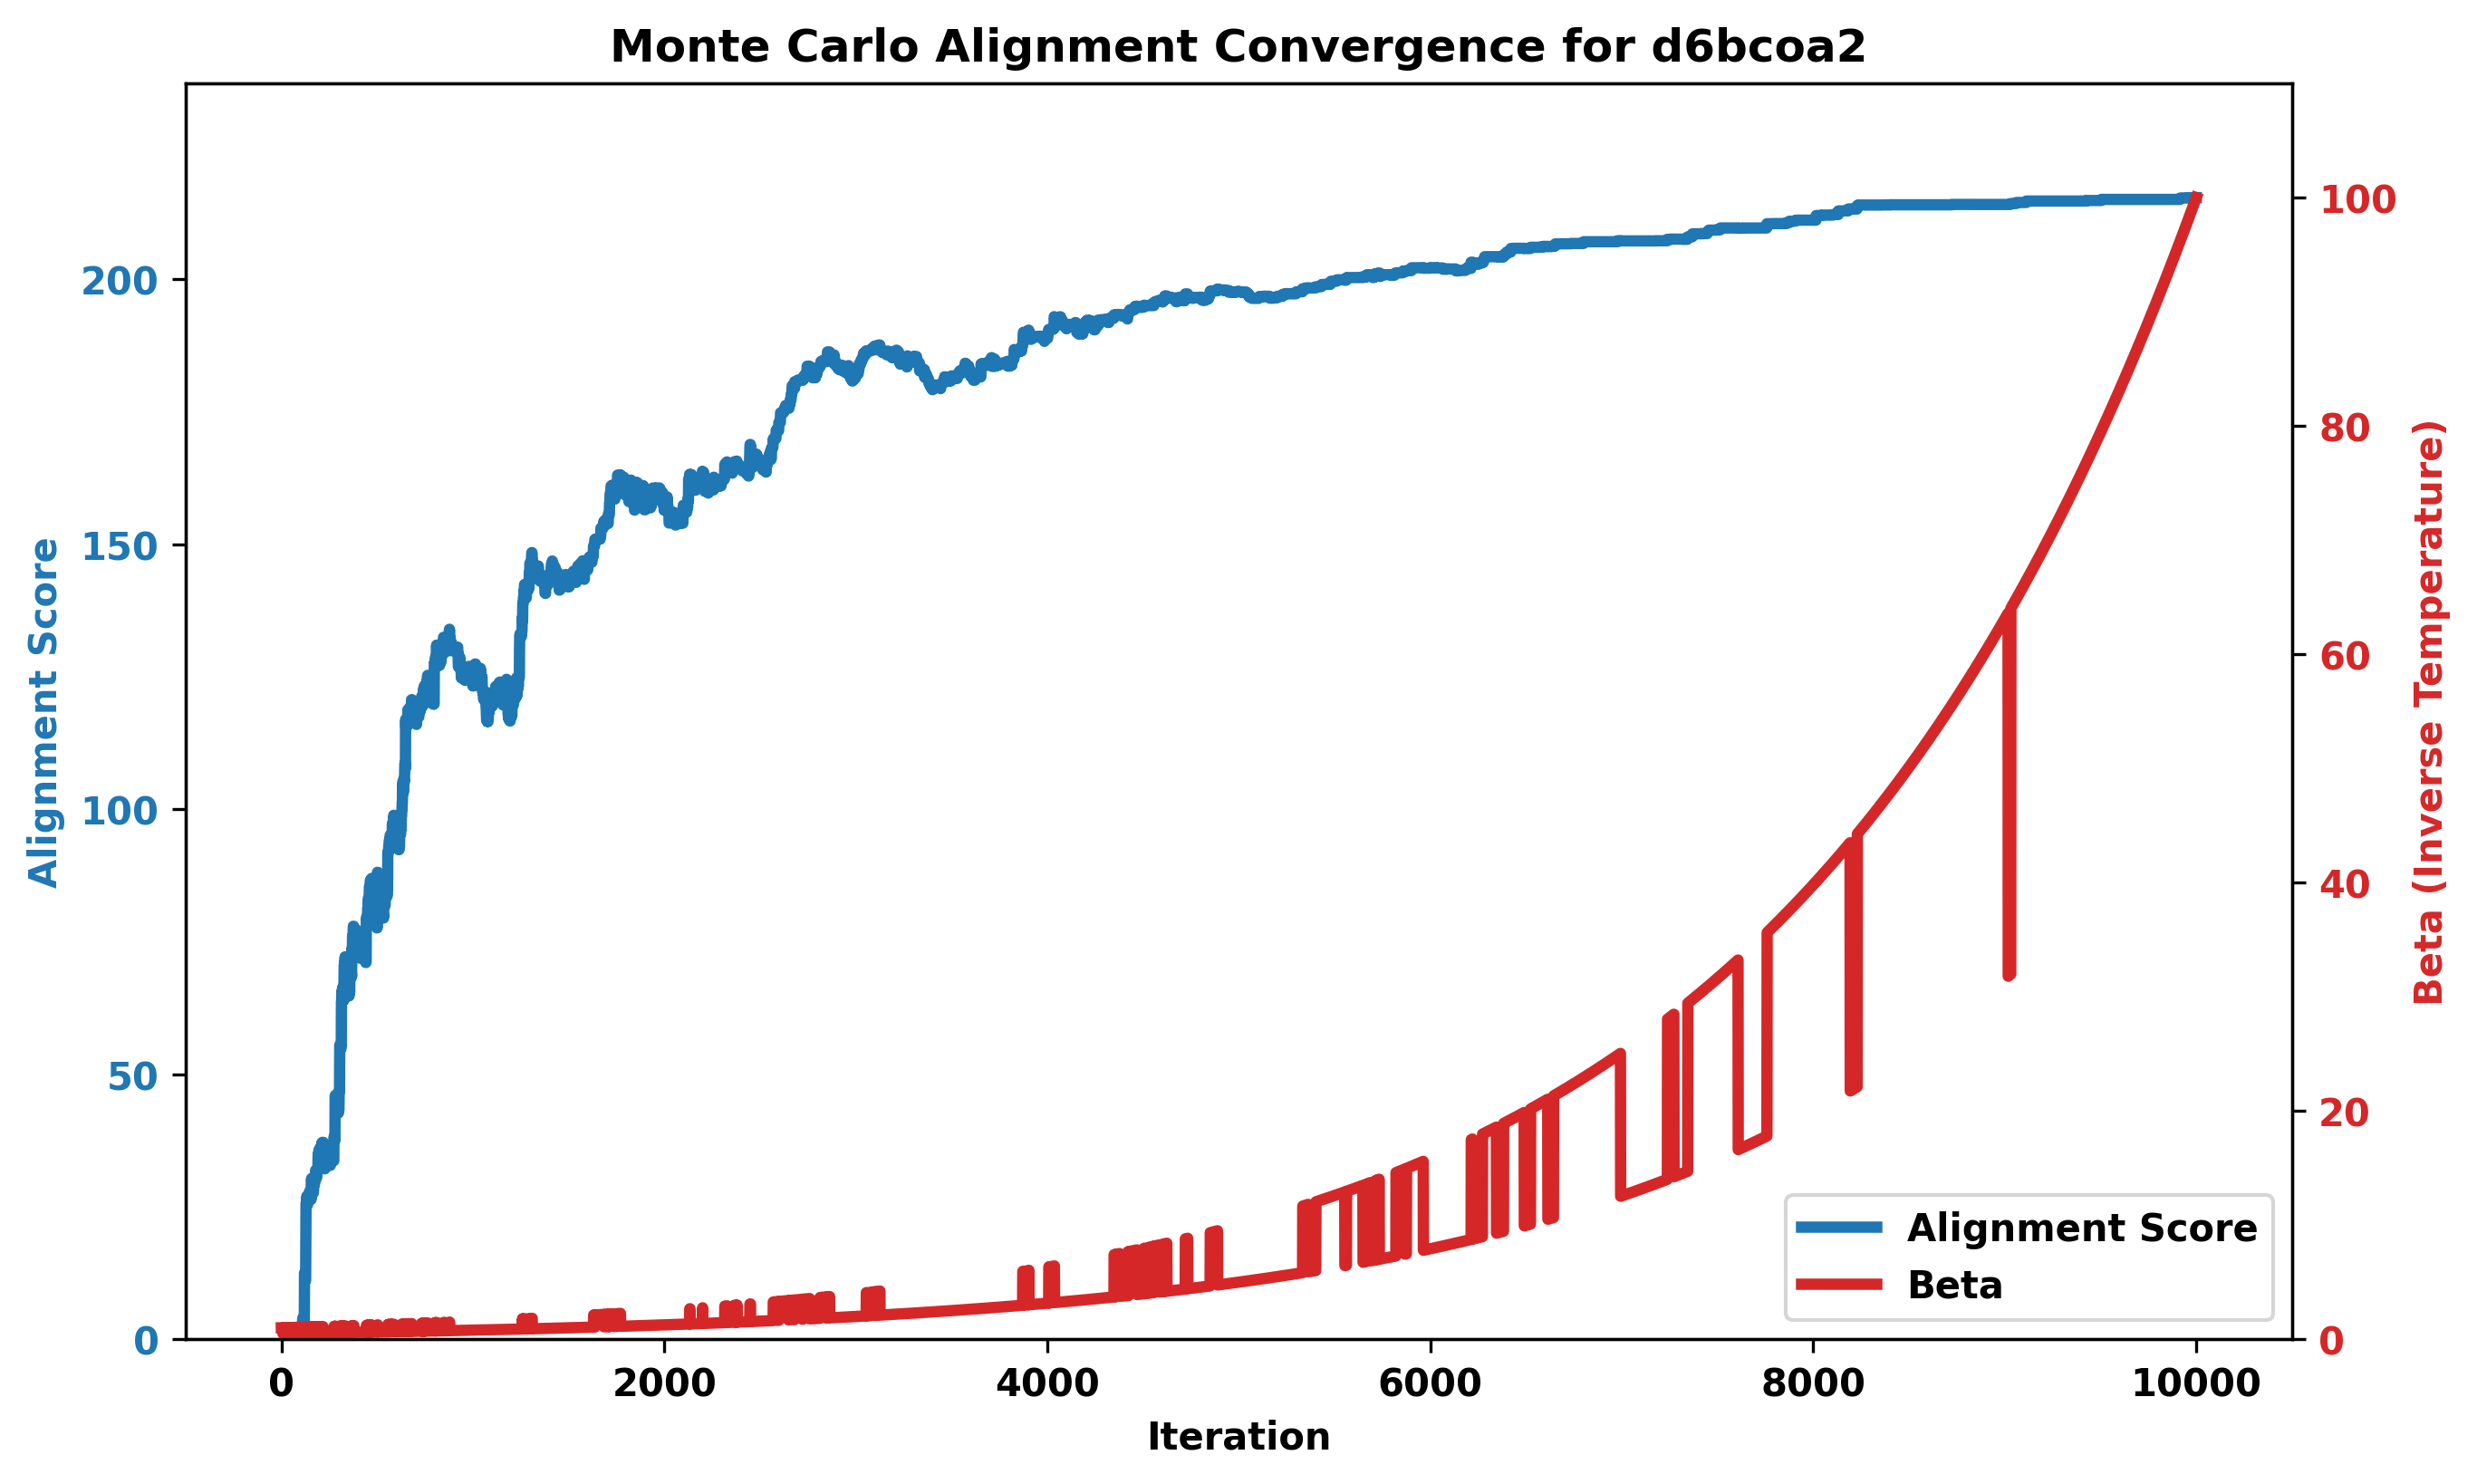 Monte Carlo Alignment Convergence for d6bcoa2
Alignment Score
200
150
100
50
0
100
80
60
40
20
0
Beta (Inverse Temperature)
Alignment Score
Beta
0 2000 4000 6000 8000 10000
Iteration